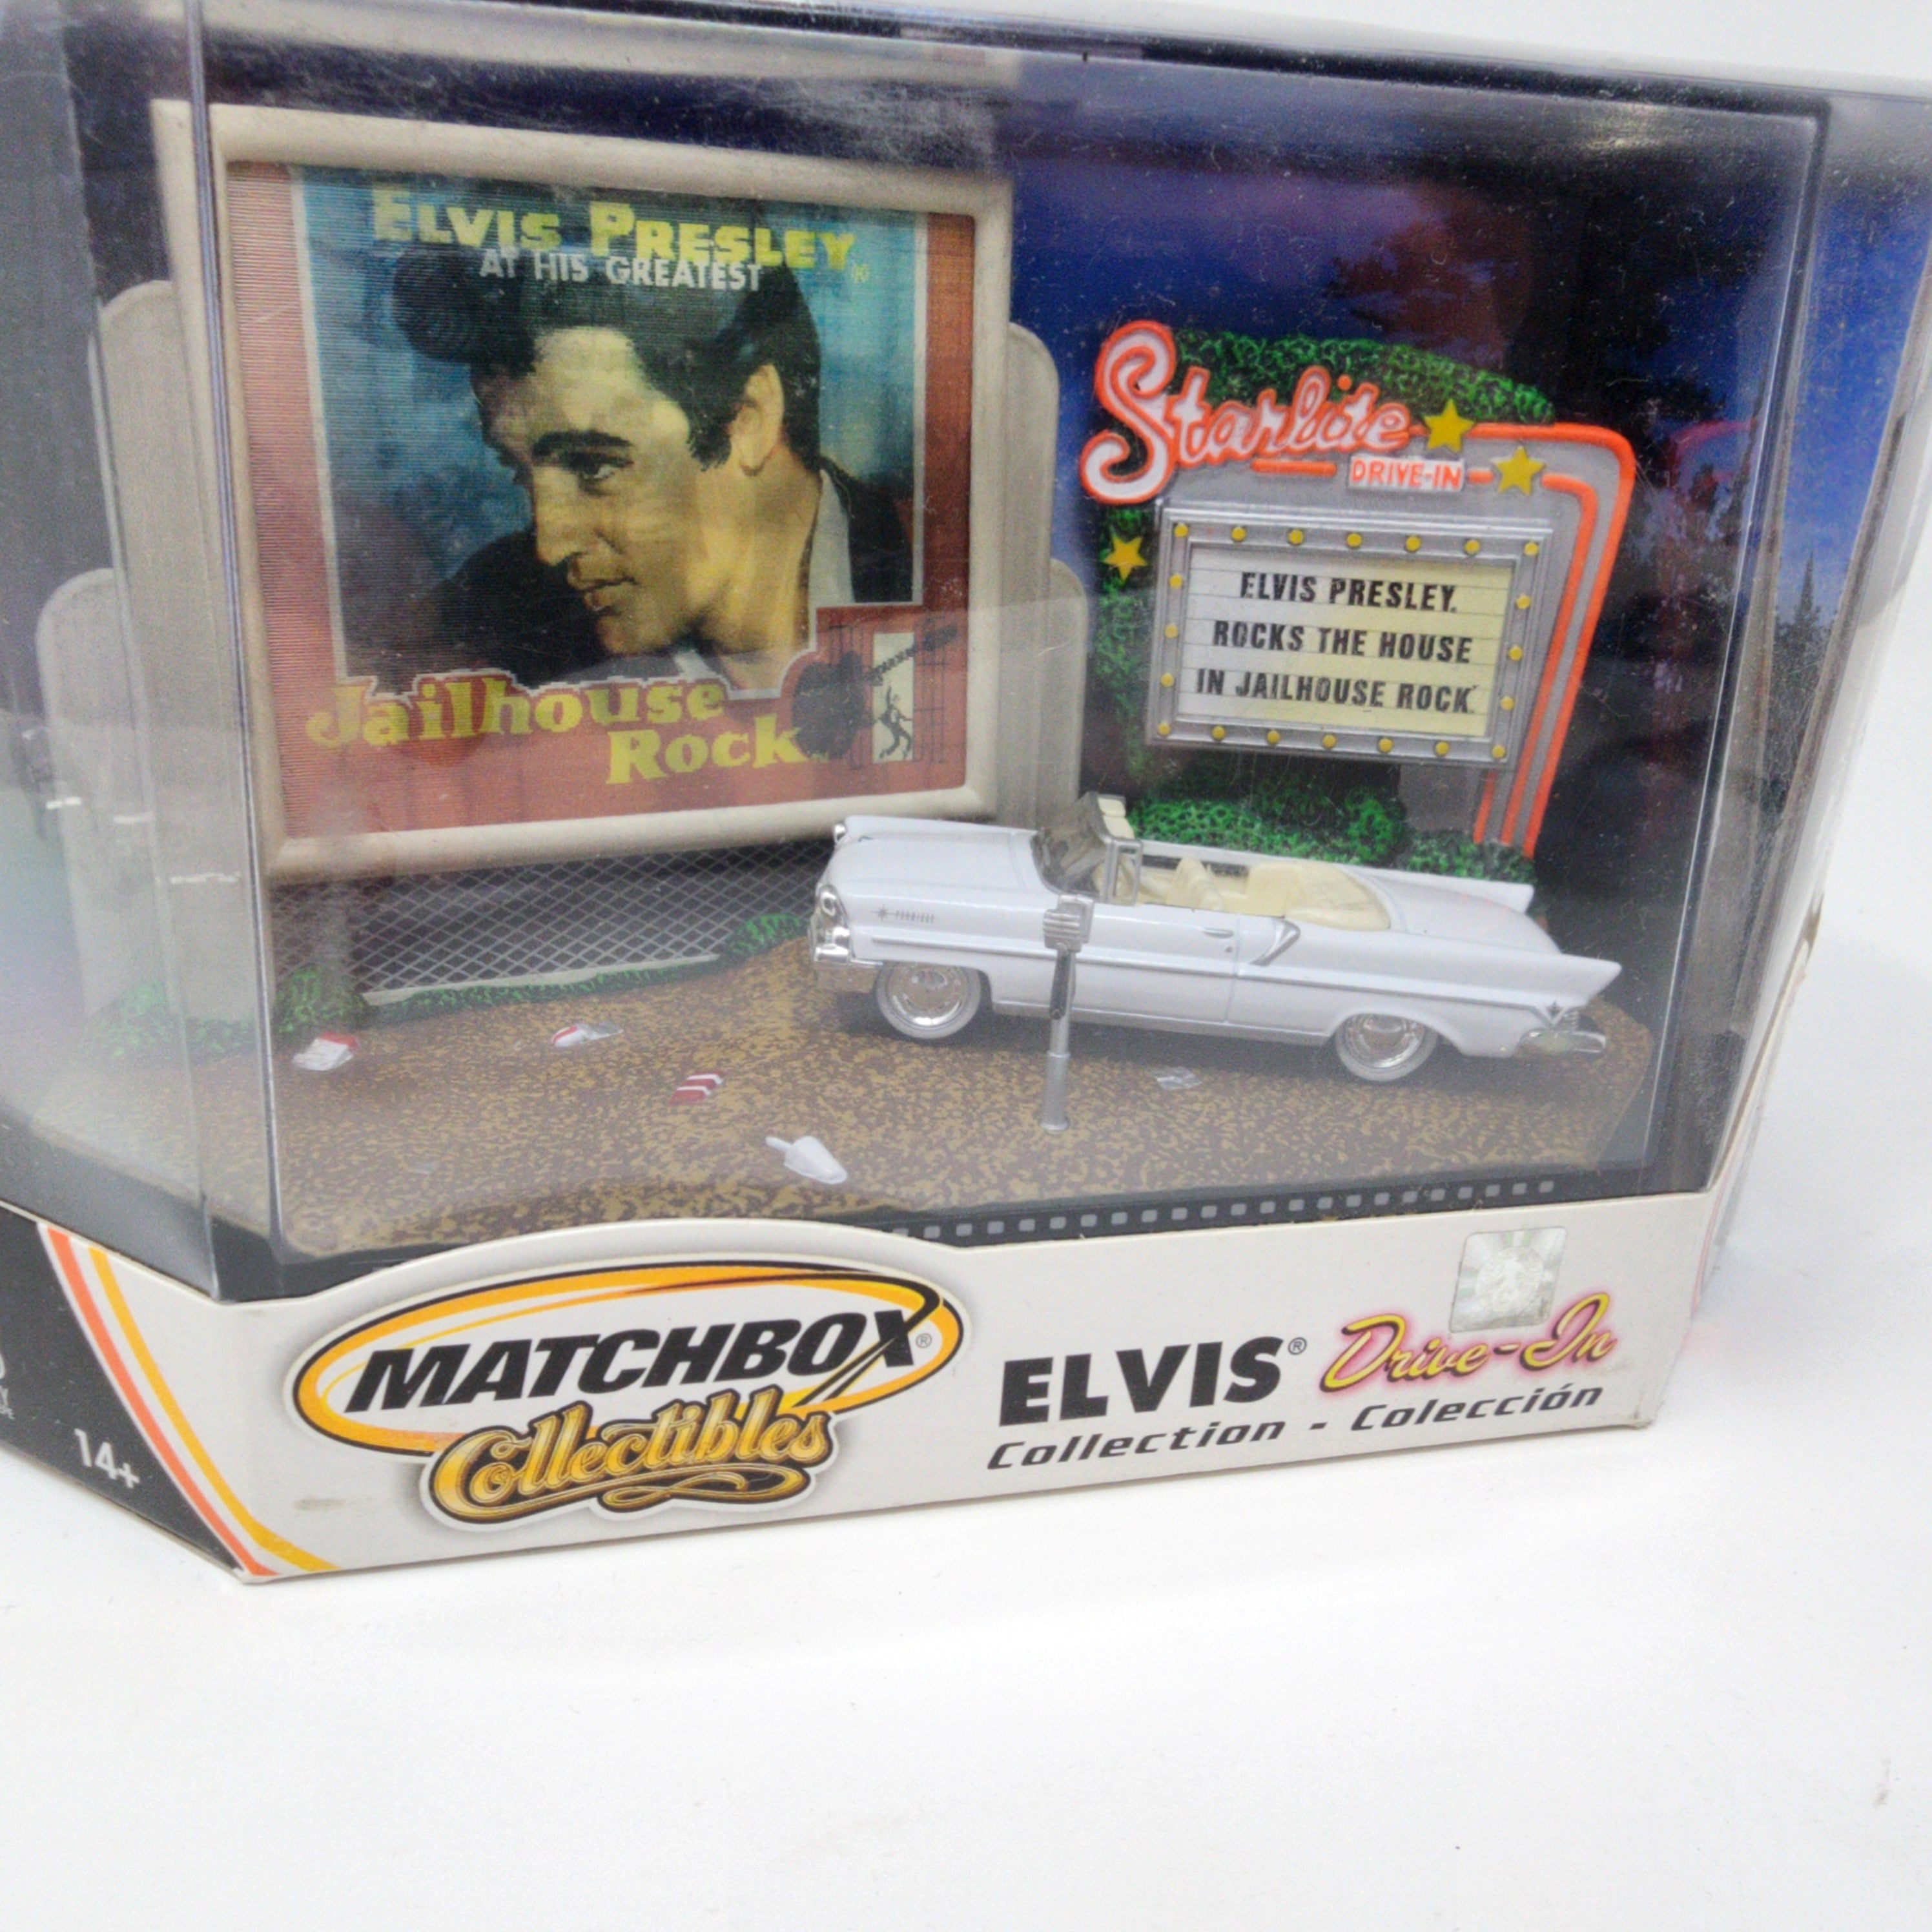 ELVIS PRESLEY®
AT HIS GREATEST
Jailhouse
Rock
Starlite
DRIVE-IN
ELVIS PRESLEY.
ROCKS THE HOUSE
IN JAILHOUSE ROCK
MATCHBOX®
Collectibles
ELVIS® Drive-In
Collection - Colección
14+